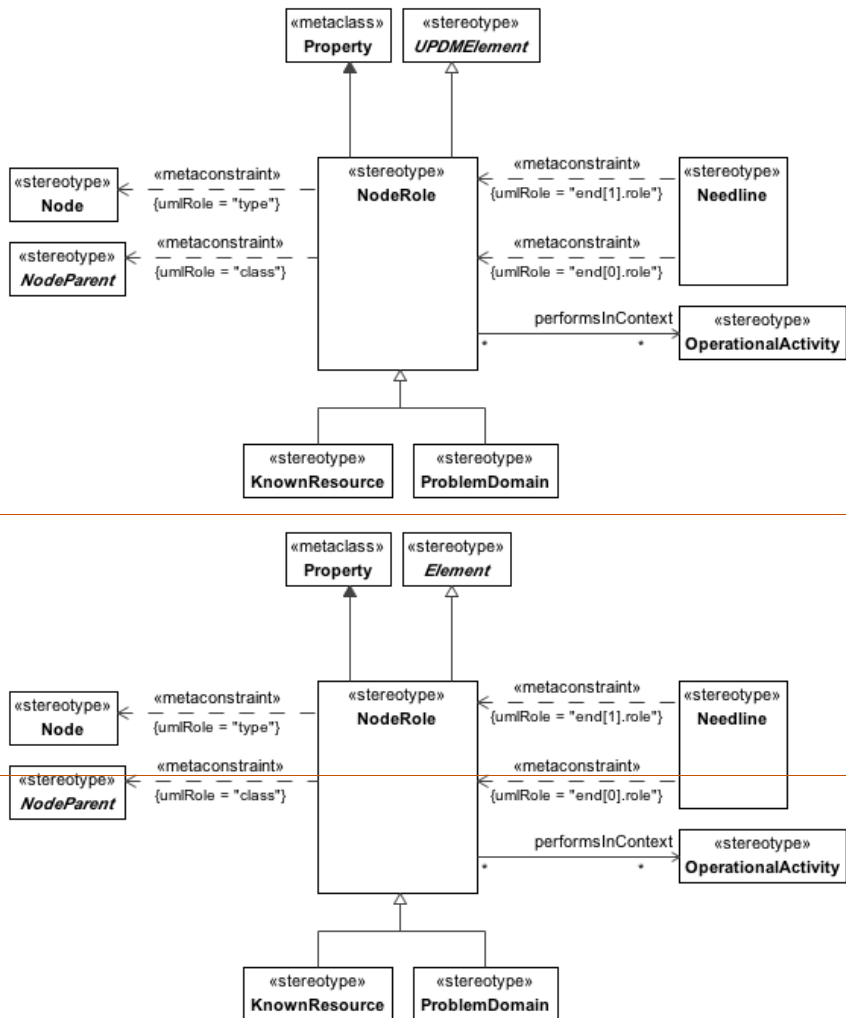 «metaclass»
Property
«stereotype»
UPDMElement
«stereotype»
Node
«metaconstraint»
{umlRole = "type"}
«stereotype»
NodeRole
«metaconstraint»
{umlRole = "end[1].role"}
«stereotype»
Needline
«stereotype»
NodeParent
«metaconstraint»
{umlRole = "class"}
«metaconstraint»
{umlRole = "end[0].role"}
performsInContext
*
*
«stereotype»
OperationalActivity
«stereotype»
KnownResource
«stereotype»
ProblemDomain
«metaclass»
Property
«stereotype»
Element
«stereotype»
Node
«metaconstraint»
{umlRole = "type"}
«stereotype»
NodeRole
«metaconstraint»
{umlRole = "end[1].role"}
«stereotype»
Needline
«stereotype»
NodeParent
«metaconstraint»
{umlRole = "class"}
«metaconstraint»
{umlRole = "end[0].role"}
performsInContext
*
*
«stereotype»
OperationalActivity
«stereotype»
KnownResource
«stereotype»
ProblemDomain